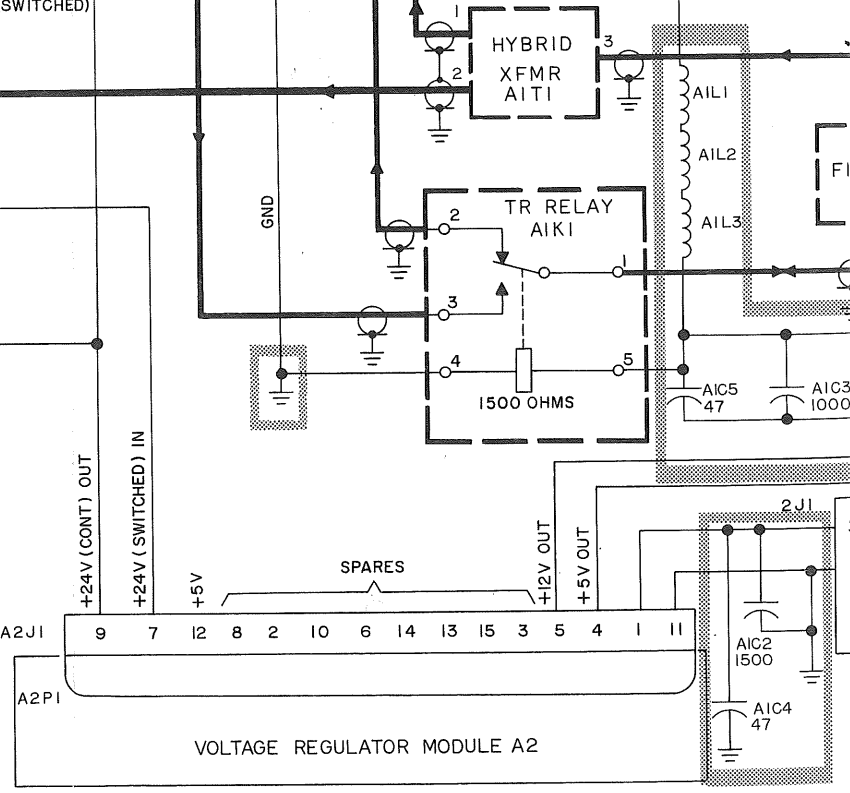 SWITCHED)
1
HYBRID
XFMR
A1T1
3
2
A1L1
A1L2
A1L3
FI
GND
TR RELAY
A1K1
2
1
3
4
5
1500 OHMS
A1C5
47
A1C3
1000
+24V (CONT) OUT
+24V (SWITCHED) IN
+5V
SPARES
+12V OUT
+5V OUT
2J1
A2J1
9 7 12 8 2 10 6 14 13 15 3 5 4 1 11
A1C2
1500
A2P1
A1C4
47
VOLTAGE REGULATOR MODULE A2